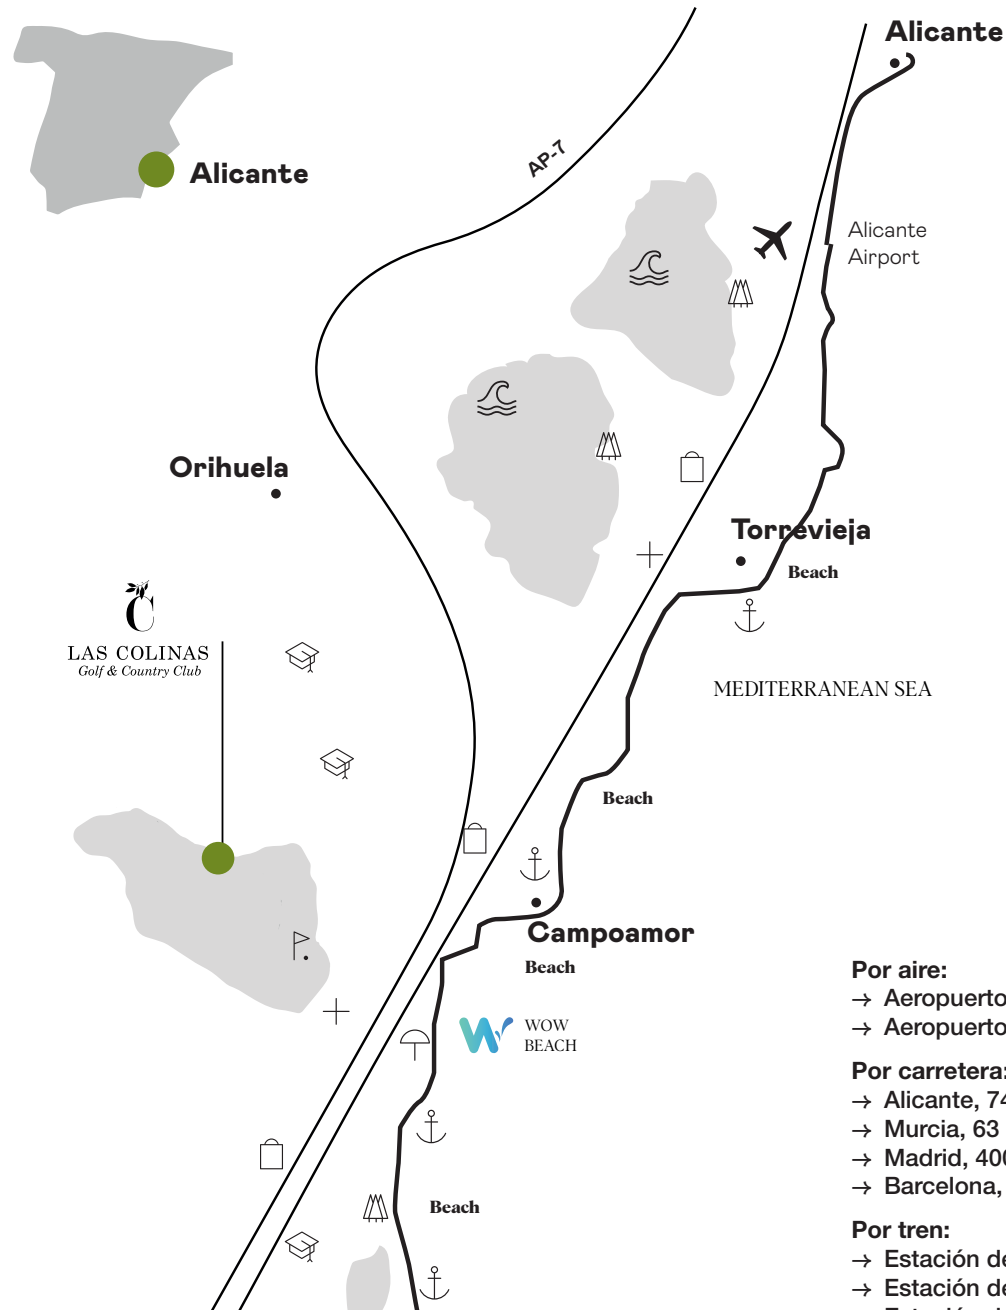 Alicante
Alicante
AP-7
Alicante
Airport
Orihuela
Torrevieja
Beach
C
LAS COLINAS
Golf & Country Club
MEDITERRANEAN SEA
Beach
Campoamor
Beach
WOW
BEACH
Beach
Por aire:
→ Aeropuerto
→ Aeropuerto
Por carretera:
→ Alicante, 74
→ Murcia, 63
→ Madrid, 400
→ Barcelona,
Por tren:
→ Estación de
→ Estación de